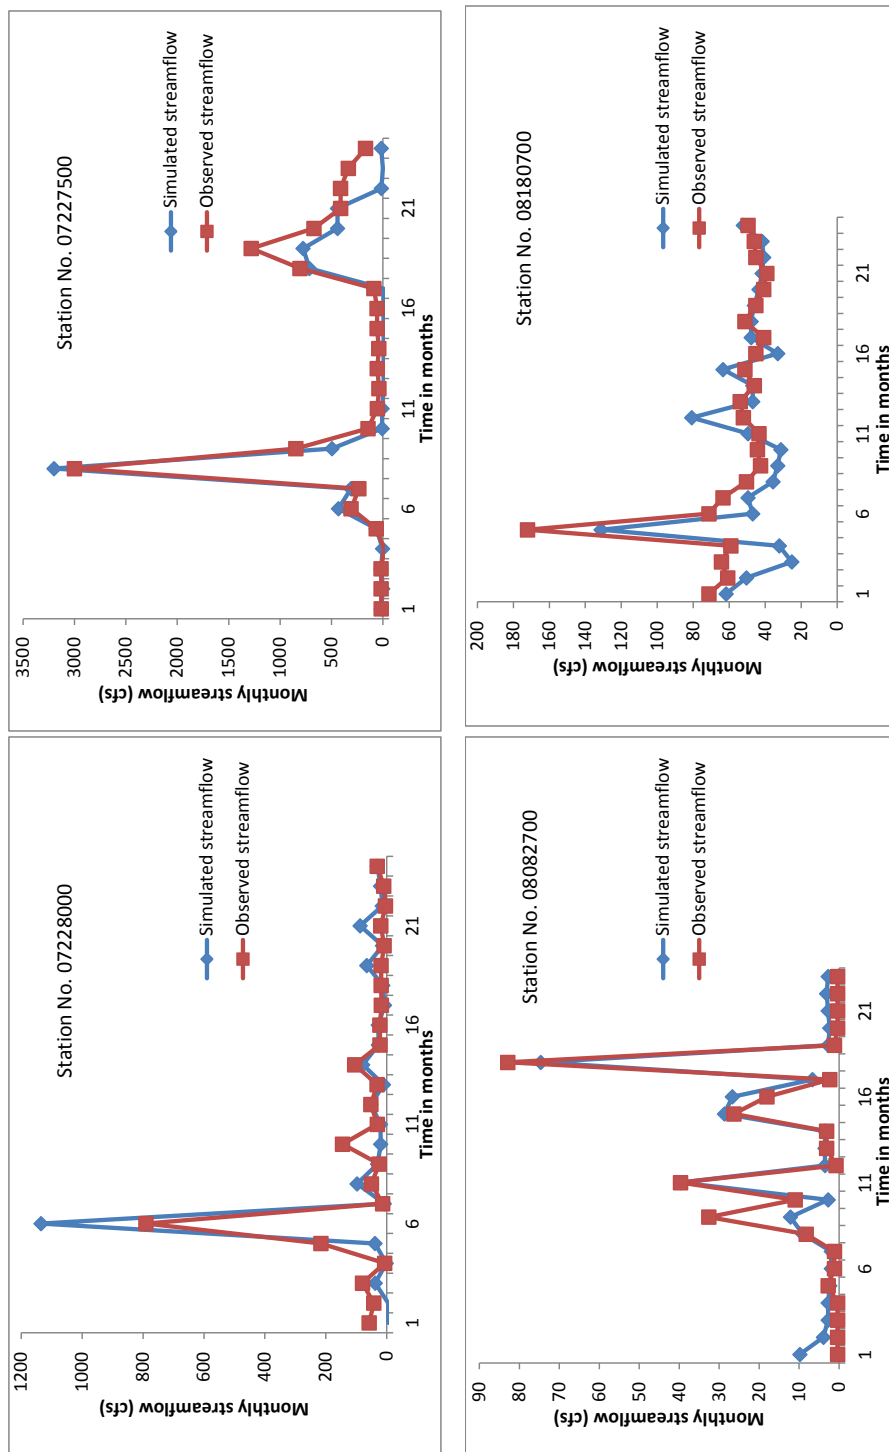 Station No. 07228000
Simulated streamflow
Observed streamflow
Monthly streamflow (cfs)
1200
1000
800
600
400
200
0
1
6
11
16
21
Time in months
Station No. 07227500
Simulated streamflow
Observed streamflow
Monthly streamflow (cfs)
3500
3000
2500
2000
1500
1000
500
0
1
6
11
16
21
Time in months
Station No. 08082700
Simulated streamflow
Observed streamflow
Monthly streamflow (cfs)
90
80
70
60
50
40
30
20
10
0
1
6
11
16
21
Time in months
Station No. 08180700
Simulated streamflow
Observed streamflow
Monthly streamflow (cfs)
200
180
160
140
120
100
80
60
40
20
0
1
6
11
16
21
Time in months